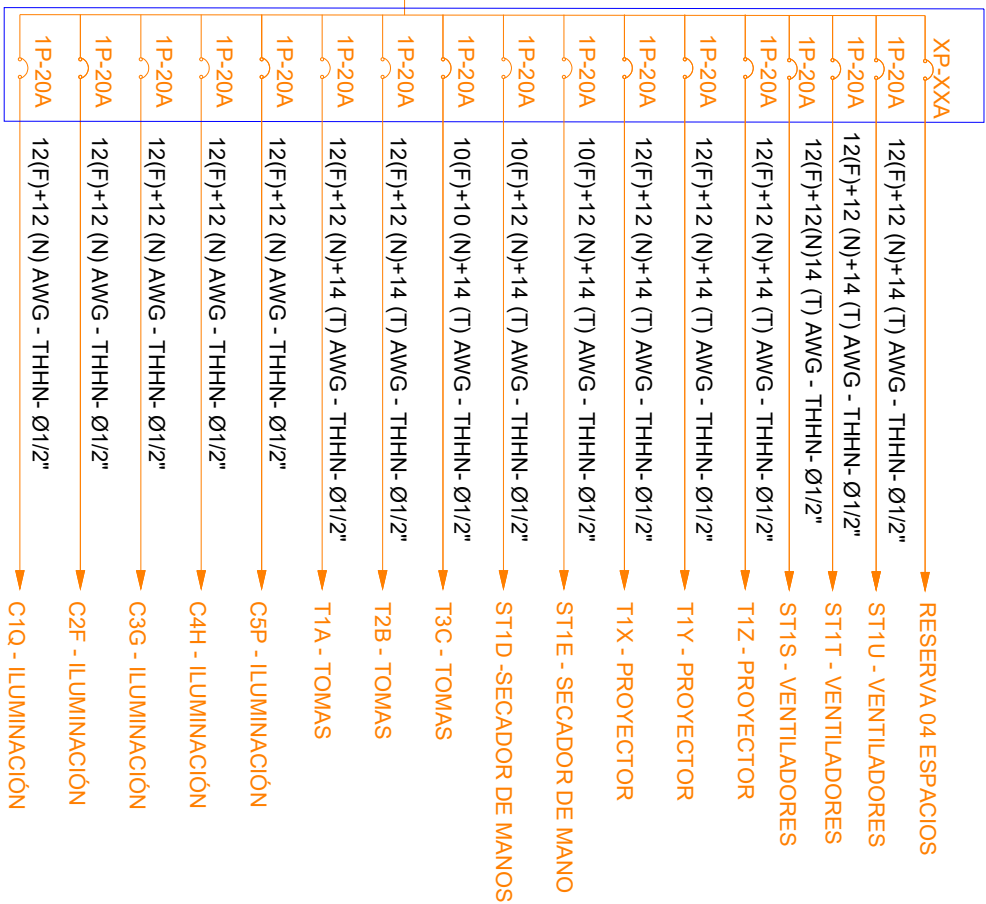 XP-XXA RESERVA 04 ESPACIOS
1P-20A 12(F)+12 (N)+14 (T) AWG - THHN- Ø1/2" ST1U - VENTILADORES
1P-20A 12(F)+12 (N)+14 (T) AWG - THHN- Ø1/2" ST1T - VENTILADORES
1P-20A 12(F)+12(N)14 (T) AWG - THHN- Ø1/2" ST1S - VENTILADORES
1P-20A 12(F)+12 (N)+14 (T) AWG - THHN- Ø1/2" T1Z - PROYECTOR
1P-20A 12(F)+12 (N)+14 (T) AWG - THHN- Ø1/2" T1Y - PROYECTOR
1P-20A 12(F)+12 (N)+14 (T) AWG - THHN- Ø1/2" T1X - PROYECTOR
1P-20A 10(F)+12 (N)+14 (T) AWG - THHN- Ø1/2" ST1E - SECADOR DE MANO
1P-20A 10(F)+12 (N)+14 (T) AWG - THHN- Ø1/2" ST1D -SECADOR DE MANOS
1P-20A 10(F)+10 (N)+14 (T) AWG - THHN- Ø1/2" T3C - TOMAS
1P-20A 12(F)+12 (N)+14 (T) AWG - THHN- Ø1/2" T2B - TOMAS
1P-20A 12(F)+12 (N)+14 (T) AWG - THHN- Ø1/2" T1A - TOMAS
1P-20A 12(F)+12 (N) AWG - THHN- Ø1/2" C5P - ILUMINACIÓN
1P-20A 12(F)+12 (N) AWG - THHN- Ø1/2" C4H - ILUMINACIÓN
1P-20A 12(F)+12 (N) AWG - THHN- Ø1/2" C3G - ILUMINACIÓN
1P-20A 12(F)+12 (N) AWG - THHN- Ø1/2" C2F - ILUMINACIÓN
1P-20A 12(F)+12 (N) AWG - THHN- Ø1/2" C1Q - ILUMINACIÓN